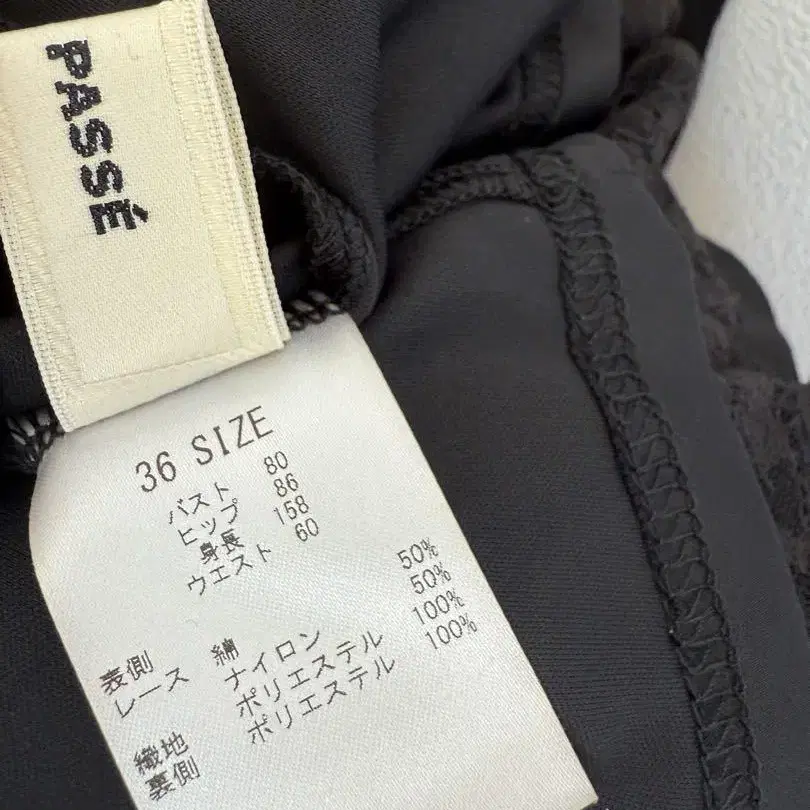 PASSÉ
36 SIZE
バスト 80
ヒップ 86
身長 158
ウエスト 60
表側
レース 綿 50%
ナイロン 50%
織地 ポリエステル 100%
裏側 ポリエステル 100%